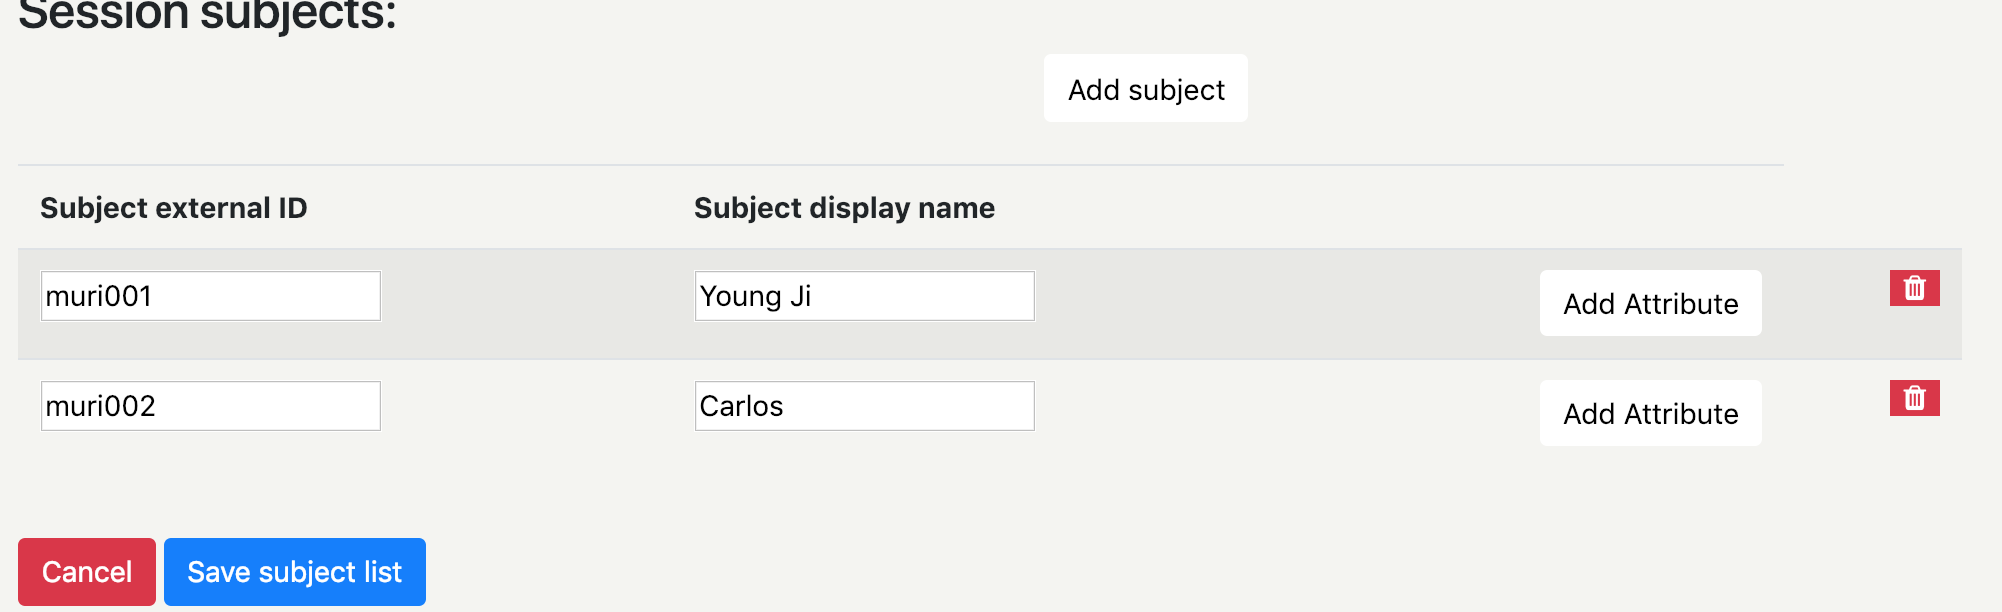 Session subjects:
Add subject
Subject external ID Subject display name
muri001 Young Ji Add Attribute
muri002 Carlos Add Attribute
Cancel Save subject list